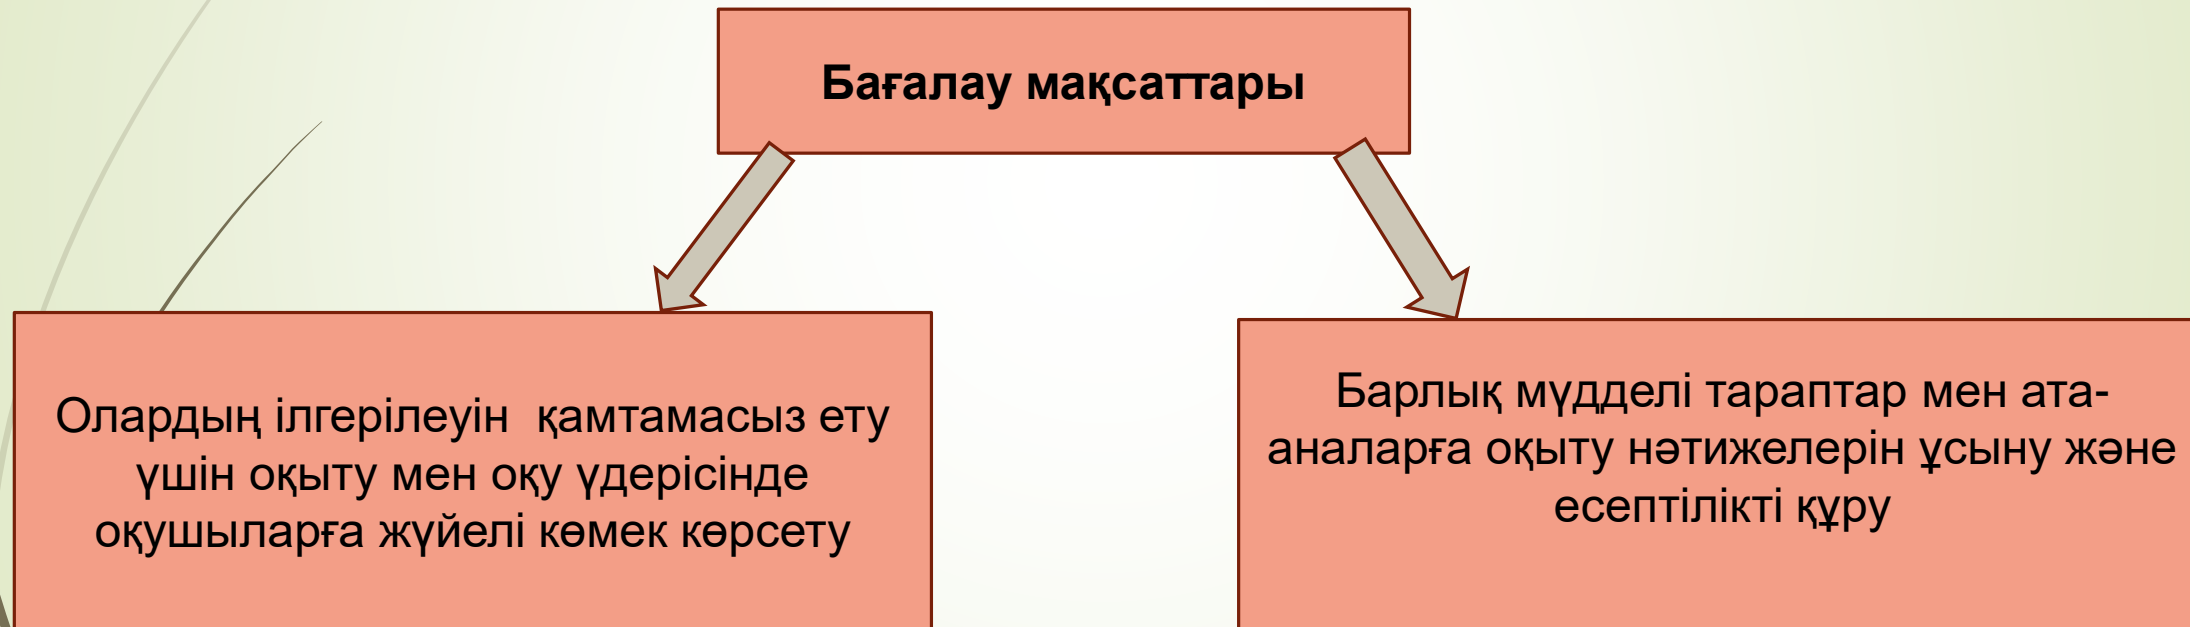 Бағалау мақсаттары
Олардың ілгерілеуін қамтамасыз ету
үшін оқыту мен оқу үдерісінде
оқушыларға жүйелі көмек көрсету
Барлық мүдделі тараптар мен ата-
аналарға оқыту нәтижелерін ұсыну және
есептілікті құру